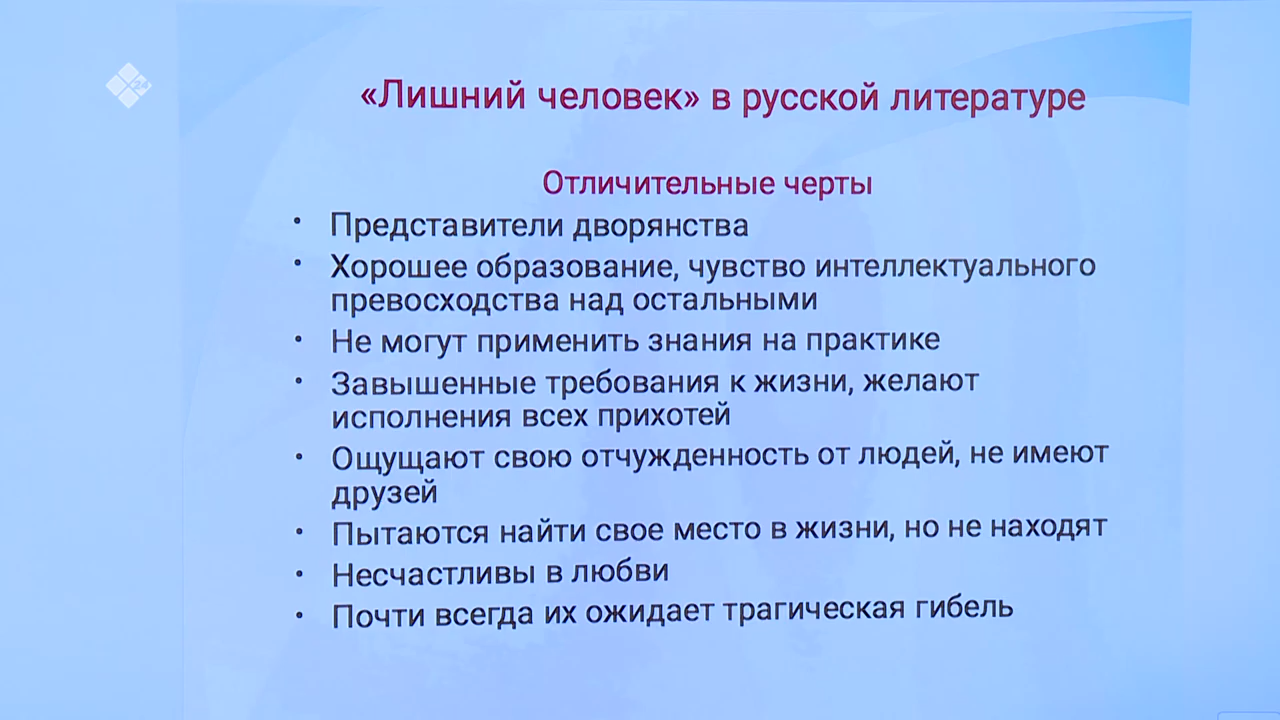 24
«Лишний человек» в русской литературе
Отличительные черты
• Представители дворянства
• Хорошее образование, чувство интеллектуального
превосходства над остальными
• Не могут применить знания на практике
• Завышенные требования к жизни, желают
исполнения всех прихотей
• Ощущают свою отчужденность от людей, не имеют
друзей
• Пытаются найти свое место в жизни, но не находят
• Несчастливы в любви
• Почти всегда их ожидает трагическая гибель